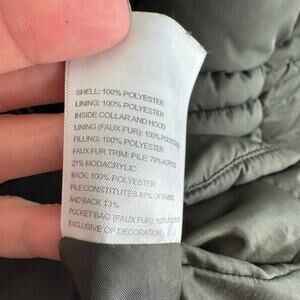 SHELL: 100% POLYESTER
LINING: 100% POLYESTER
INSIDE COLLAR AND HOOD
LINING (FAUX FUR): 100% POLYESTER
FILLING: 100% POLYESTER
FAUX FUR TRIM: PILE: 79% ACRYLIC
21% MODACRYLIC
BACK: 100% POLYESTER
PILE CONSTITUTES 87% OF FABRIC
AND BACK 13%
POCKET BAG (FAUX FUR): 100% POLYESTER
EXCLUSIVE OF DECORATION